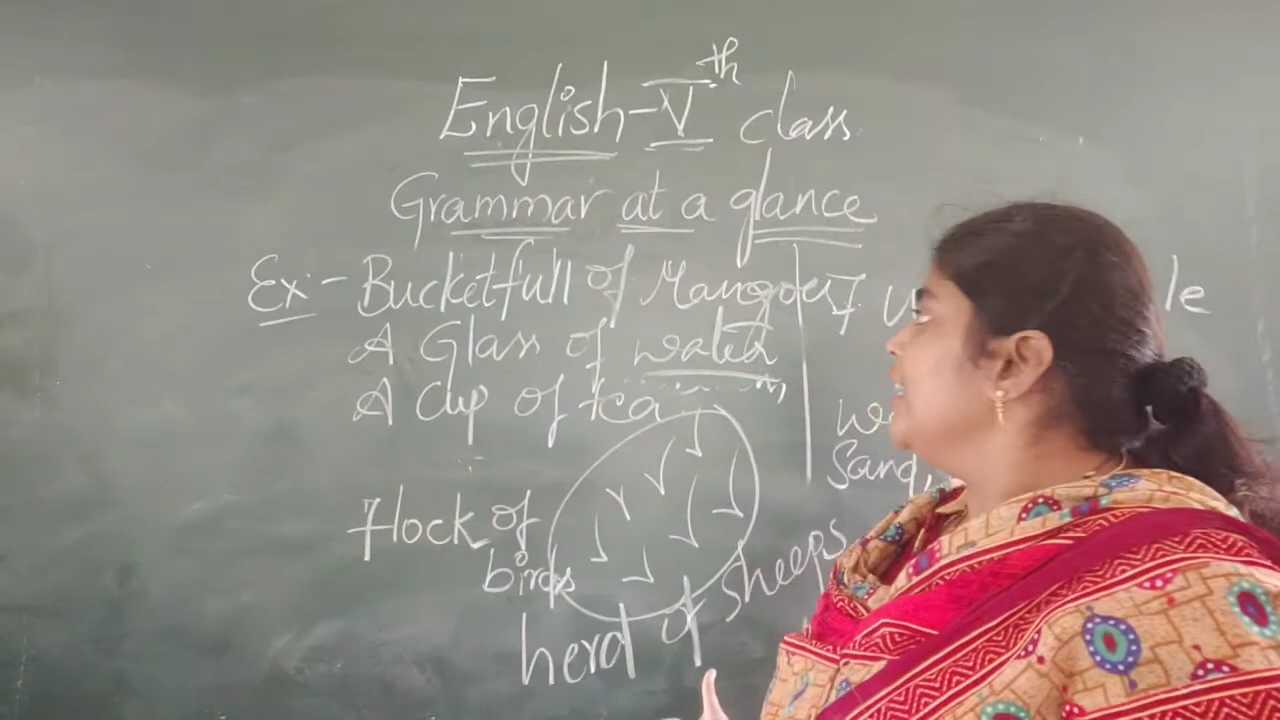 English-Vth class
Grammar at a glance
Ex- Bucketfull of Mangoes
A Glass of water
A Cup of tea
Flock of
birds
herd of sheeps
Sand,